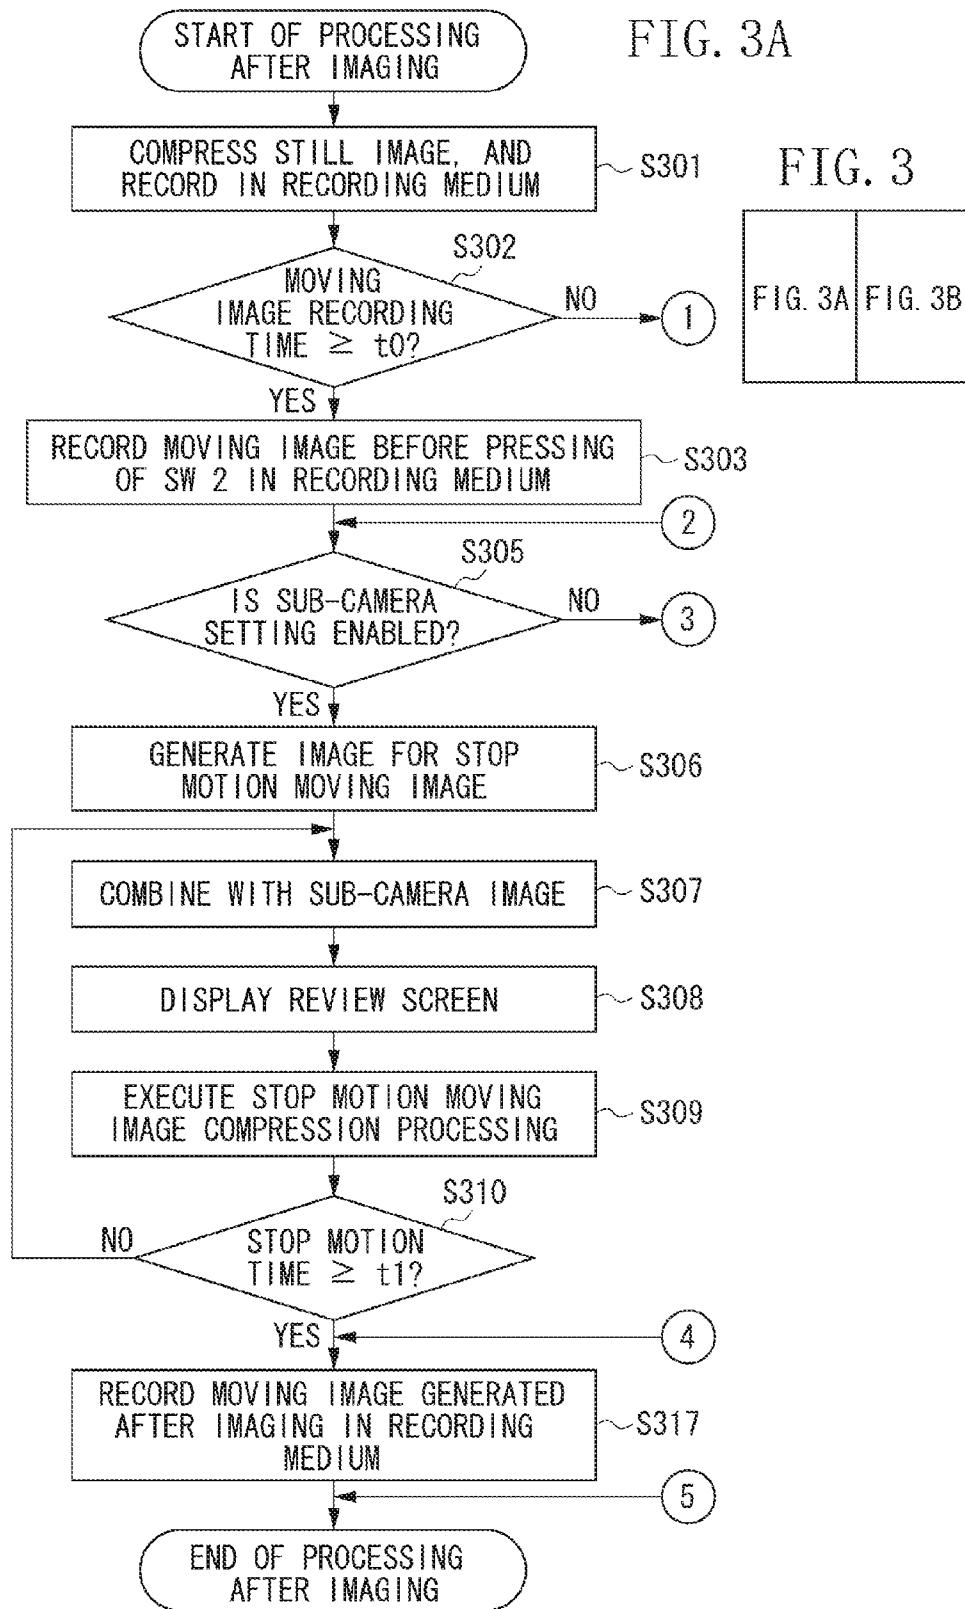 FIG. 3A
START OF PROCESSING
AFTER IMAGING
COMPRESS STILL IMAGE, AND
RECORD IN RECORDING MEDIUM
S301
FIG. 3
FIG. 3A
FIG. 3B
S302
MOVING
IMAGE RECORDING
TIME ≧ t0?
NO
1
YES
RECORD MOVING IMAGE BEFORE PRESSING
OF SW 2 IN RECORDING MEDIUM
S303
2
S305
IS SUB-CAMERA
SETTING ENABLED?
NO
3
YES
GENERATE IMAGE FOR STOP
MOTION MOVING IMAGE
S306
COMBINE WITH SUB-CAMERA IMAGE
S307
DISPLAY REVIEW SCREEN
S308
EXECUTE STOP MOTION MOVING
IMAGE COMPRESSION PROCESSING
S309
S310
NO
STOP MOTION
TIME ≧ t1?
YES
4
RECORD MOVING IMAGE GENERATED
AFTER IMAGING IN RECORDING
MEDIUM
S317
5
END OF PROCESSING
AFTER IMAGING